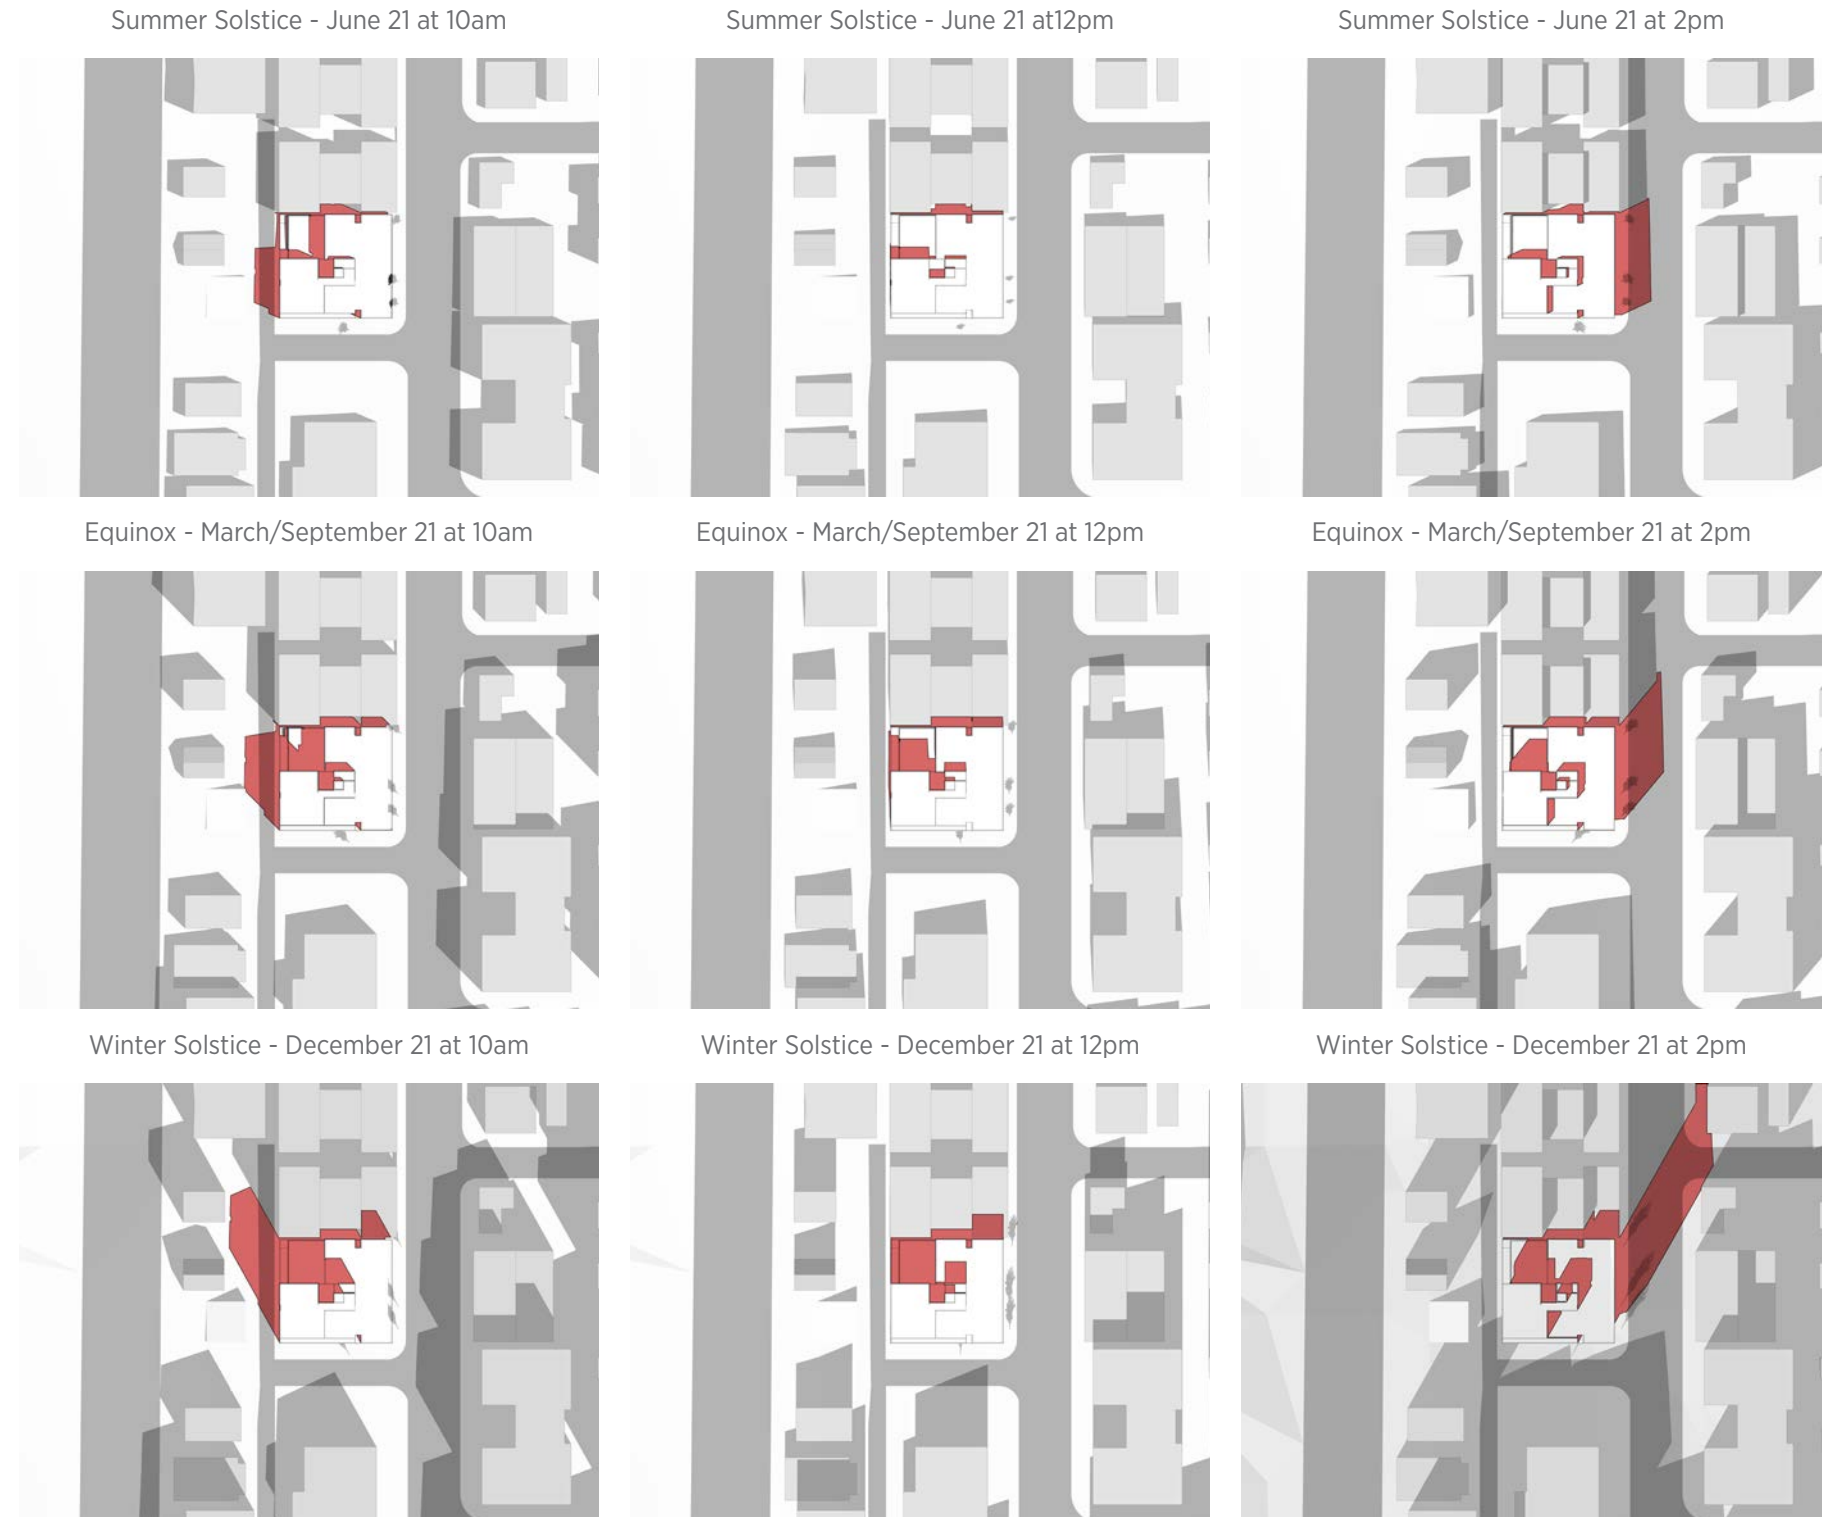 Summer Solstice - June 21 at 10am
Summer Solstice - June 21 at12pm
Summer Solstice - June 21 at 2pm
Equinox - March/September 21 at 10am
Equinox - March/September 21 at 12pm
Equinox - March/September 21 at 2pm
Winter Solstice - December 21 at 10am
Winter Solstice - December 21 at 12pm
Winter Solstice - December 21 at 2pm